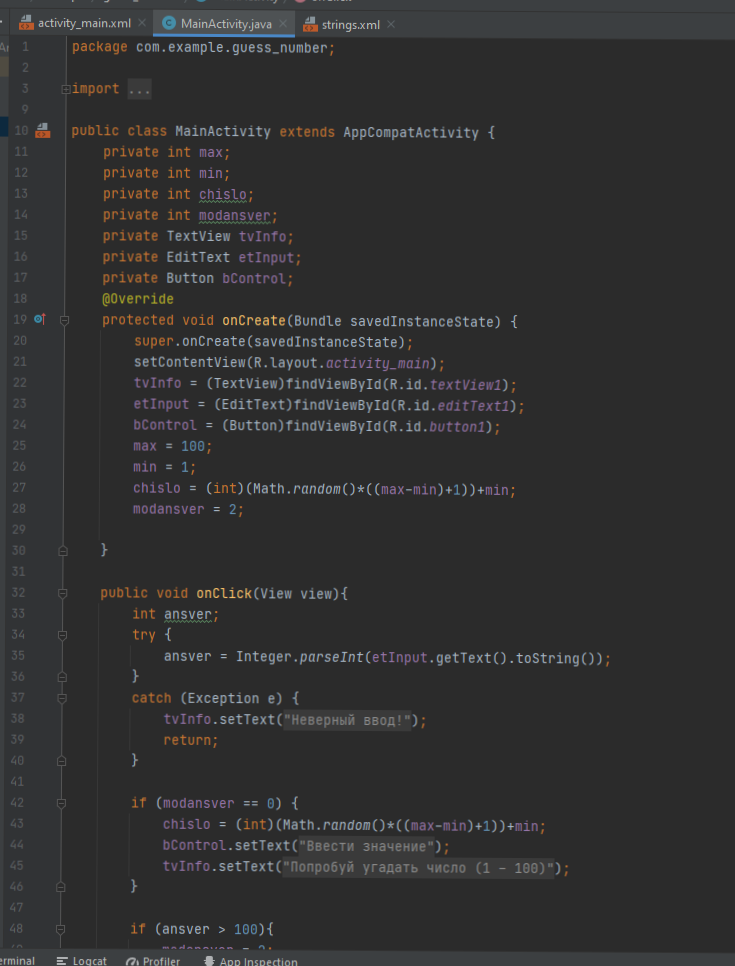 activity_main.xml MainActivity.java strings.xml
1 package com.example.guess_number;
2
3 import ...
9
10 public class MainActivity extends AppCompatActivity {
11 private int max;
12 private int min;
13 private int chislo;
14 private int modansver;
15 private TextView tvInfo;
16 private EditText etInput;
17 private Button bControl;
18 @Override
19 protected void onCreate(Bundle savedInstanceState) {
20 super.onCreate(savedInstanceState);
21 setContentView(R.layout.activity_main);
22 tvInfo = (TextView)findViewById(R.id.textView1);
23 etInput = (EditText)findViewById(R.id.editText1);
24 bControl = (Button)findViewById(R.id.button1);
25 max = 100;
26 min = 1;
27 chislo = (int)(Math.random()*((max-min)+1))+min;
28 modansver = 2;
29
30 }
31
32 public void onClick(View view){
33 int ansver;
34 try {
35 ansver = Integer.parseInt(etInput.getText().toString());
36 }
37 catch (Exception e) {
38 tvInfo.setText("Неверный ввод!");
39 return;
40 }
41
42 if (modansver == 0) {
43 chislo = (int)(Math.random()*((max-min)+1))+min;
44 bControl.setText("Ввести значение");
45 tvInfo.setText("Попробуй угадать число (1 - 100)");
46 }
47
48 if (ansver > 100){
Logcat Profiler App Inspection